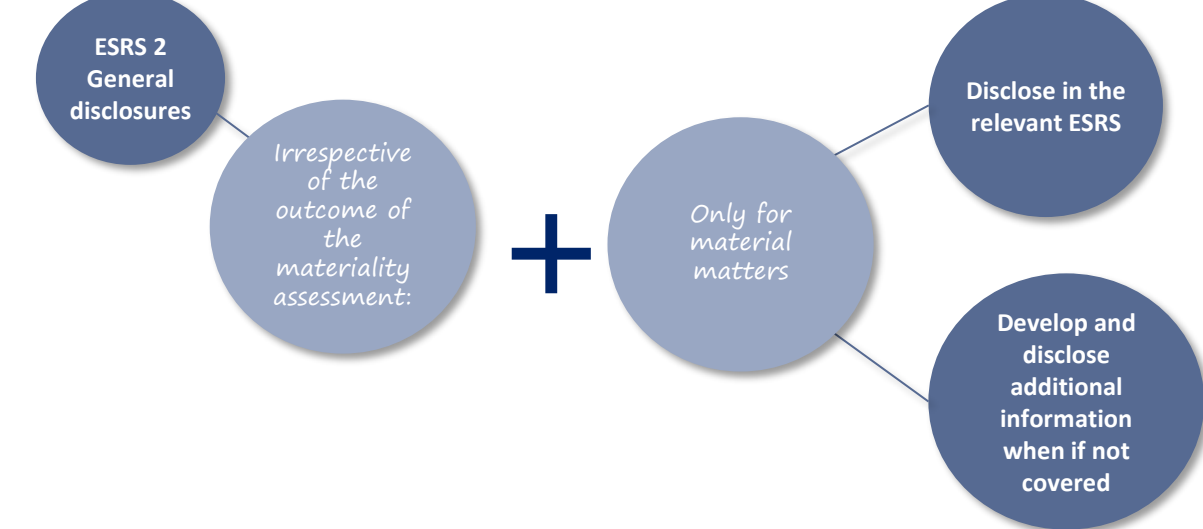 ESRS 2
General
disclosures
Irrespective
of the
outcome of
the
materiality
assessment:
+
Only for
material
matters
Disclose in the
relevant ESRS
Develop and
disclose
additional
information
when if not
covered